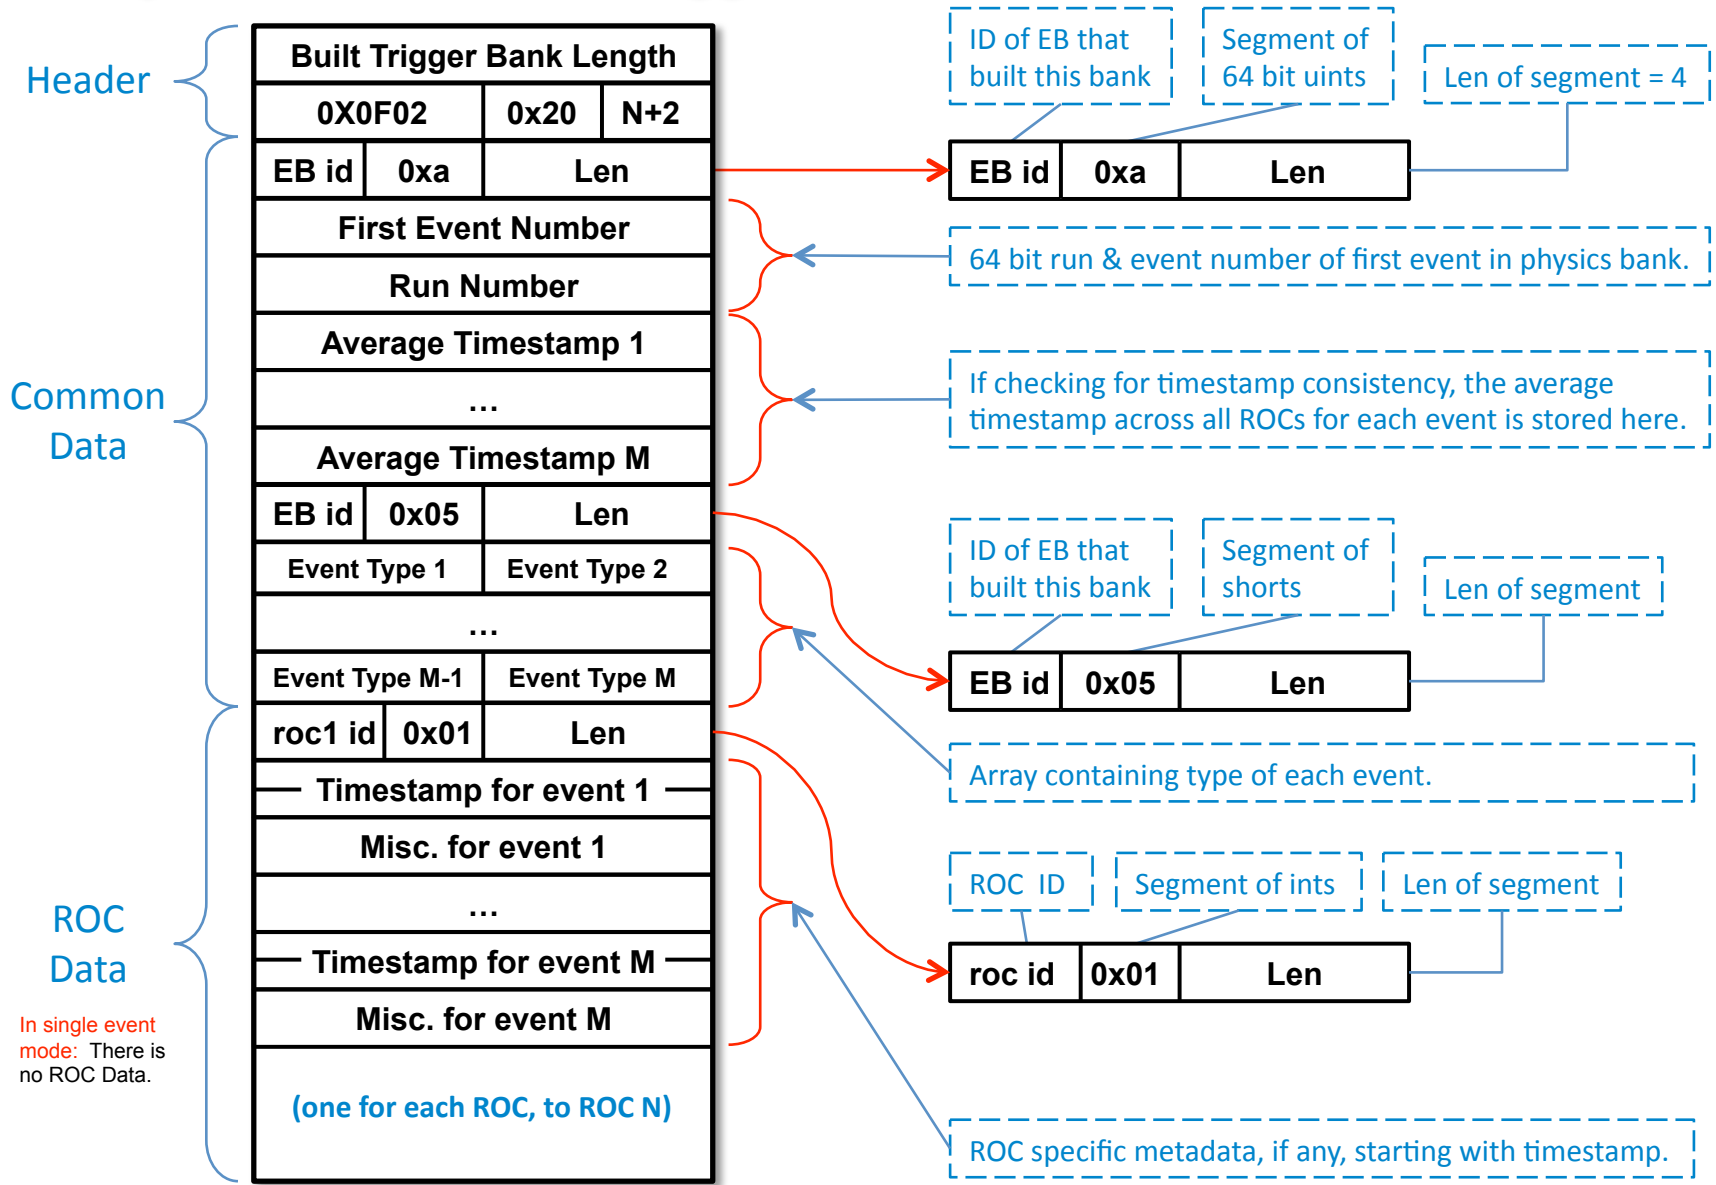 Header
Built Trigger Bank Length
0X0F02 0x20 N+2
Common
Data
EB id 0xa Len
First Event Number
Run Number
Average Timestamp 1
...
Average Timestamp M
EB id 0x05 Len
Event Type 1 Event Type 2
...
Event Type M-1 Event Type M
ROC
Data
In single event
mode: There is
no ROC Data.
roc1 id 0x01 Len
Timestamp for event 1
Misc. for event 1
...
Timestamp for event M
Misc. for event M
(one for each ROC, to ROC N)
ID of EB that
built this bank
Segment of
64 bit uints
Len of segment = 4
EB id 0xa Len
64 bit run & event number of first event in physics bank.
If checking for timestamp consistency, the average
timestamp across all ROCs for each event is stored here.
ID of EB that
built this bank
Segment of
shorts
Len of segment
EB id 0x05 Len
Array containing type of each event.
ROC ID
Segment of ints
Len of segment
roc id 0x01 Len
ROC specific metadata, if any, starting with timestamp.